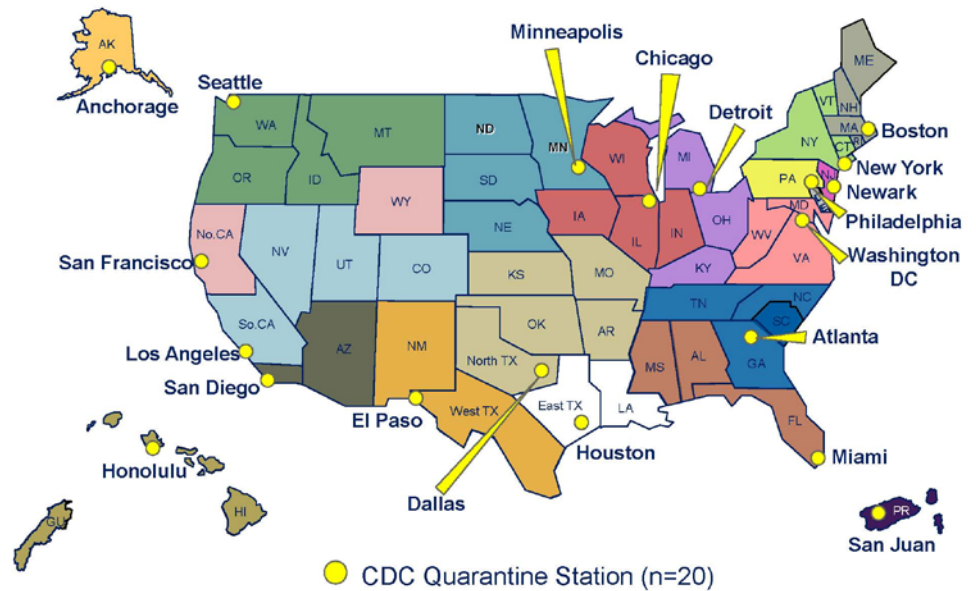 Minneapolis
Chicago
AK
ME
Seattle
Anchorage
Detroit
VT
NH
WA
MT
ND
MN
MA
Boston
WI
MI
NY
CT
RI
New York
OR
ID
SD
PA
NJ
Newark
WY
Philadelphia
IA
OH
MD
No.CA
NE
IL
IN
WV
Washington
DC
NV
UT
CO
VA
San Francisco
KS
MO
KY
TN
NC
SC
So.CA
OK
AR
Atlanta
Los Angeles
AZ
NM
North TX
MS
AL
GA
San Diego
El Paso
West TX
East TX
LA
FL
Houston
Miami
Honolulu
Dallas
HI
GU
PR
San Juan
CDC Quarantine Station (n=20)